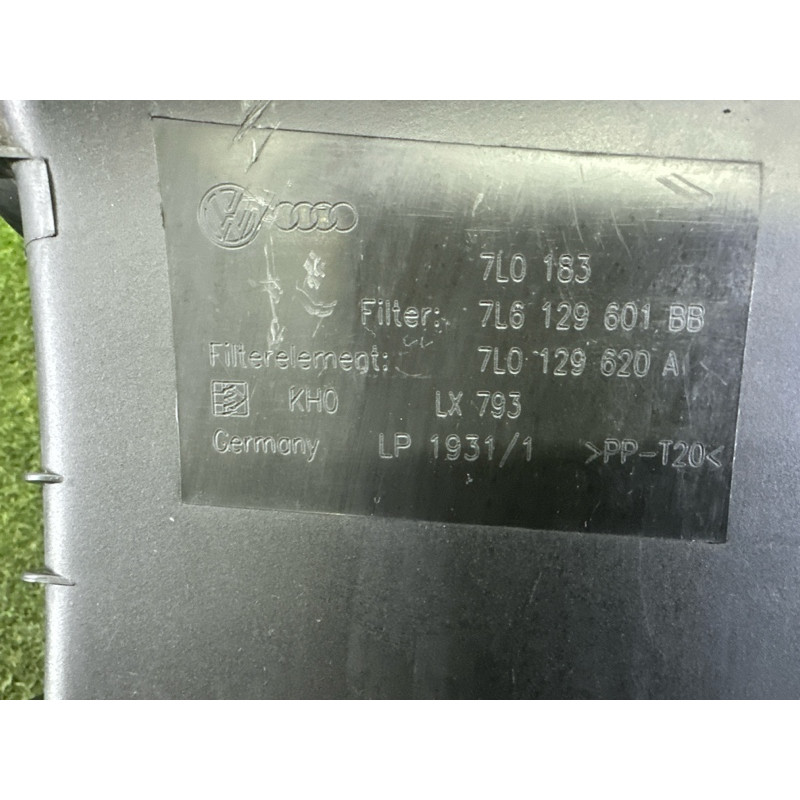 7L0 183
Filter: 7L6 129 601 BB
Filterelement: 7L0 129 620 A
KHO LX 793
Germany LP 1931/1 >PP-T20<